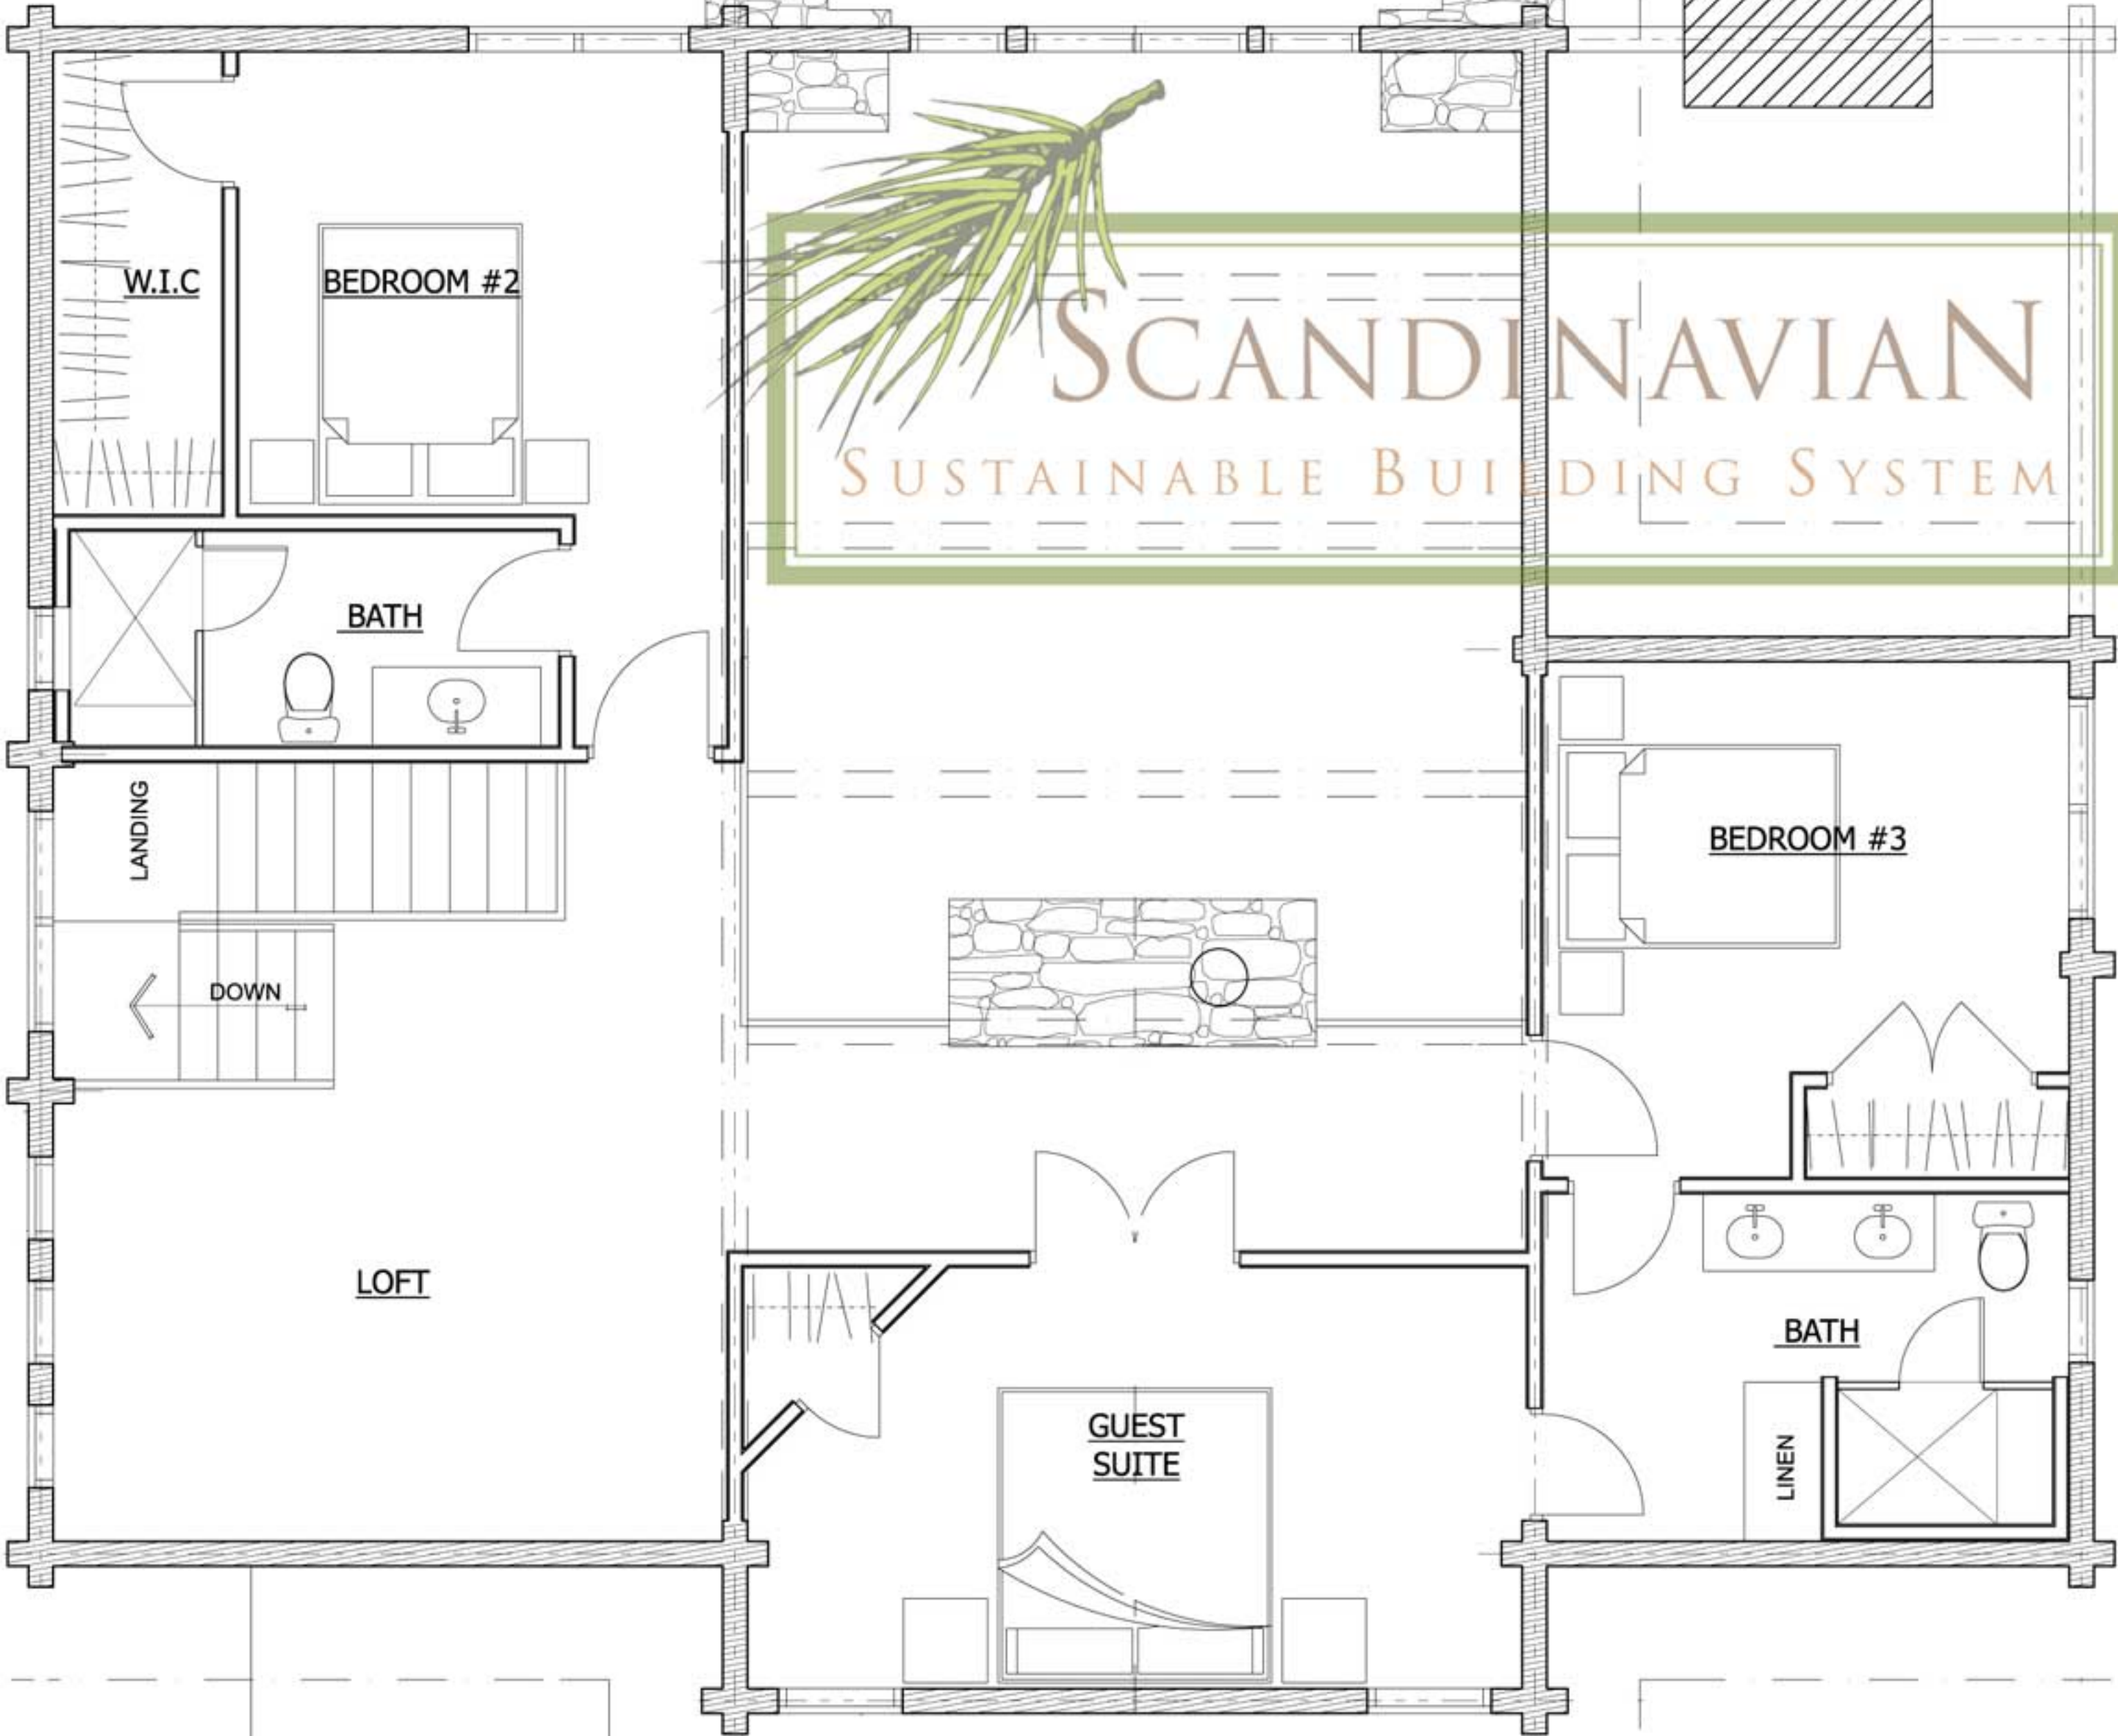 W.I.C
BEDROOM #2
SCANDINAVIAN
SUSTAINABLE BUILDING SYSTEM
BATH
LANDING
BEDROOM #3
DOWN
LOFT
BATH
GUEST
SUITE
LINEN